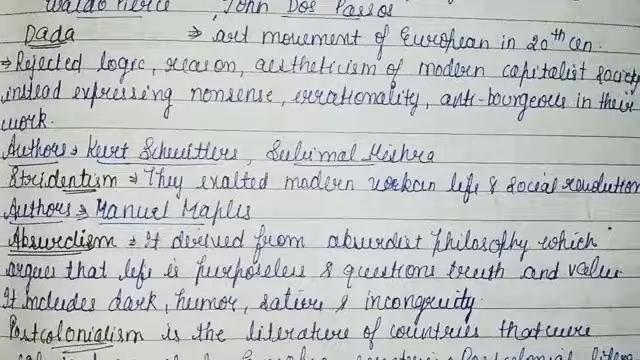 Waldo Pierce , John Dos Passos
Dada => art movement of European in 20th Cen.
→ Rejected logic, reason, aestheticism of modern capitalist society
instead expressing nonsense, irrationality, anti-bourgeous in their
work.
Authors → Kurt Schwitters, Subimal Mishra
Stridentism → They exalted modern urban life & social revolution
Authors → Manuel Maples
Absurdism → It derived from absurdist philosophy which
argues that life is purposeless & questions truth and value.
It includes dark, humor, satire & incongruity.
Postcolonialism is the literature of countries that were